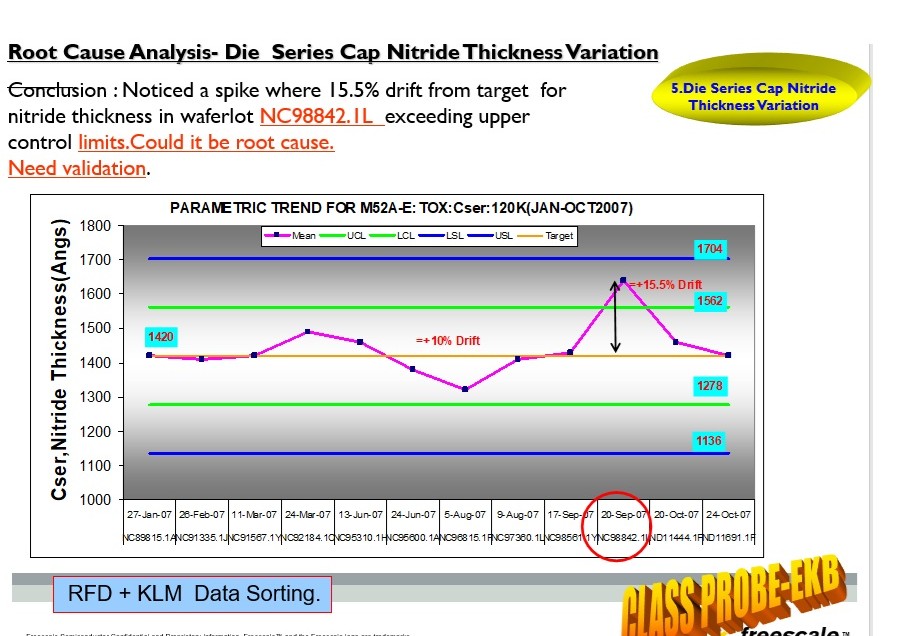 Root Cause Analysis- Die Series Cap Nitride Thickness Variation
Conclusion : Noticed a spike where 15.5% drift from target for
nitride thickness in waferlot NC98842.1L exceeding upper
control limits.Could it be root cause.
Need validation.
5.Die Series Cap Nitride
Thickness Variation
PARAMETRIC TREND FOR M52A-E: TOX:Cser:120K(JAN-OCT2007)
Cser,Nitride Thickness(Angs)
Mean UCL LCL LSL USL Target
1800
1700
1600
1500
1400
1300
1200
1100
1000
1704
=+15.5% Drift
1562
1420
=+10% Drift
1278
1136
27-Jan-07 26-Feb-07 11-Mar-07 24-Mar-07 13-Jun-07 24-Jun-07 5-Aug-07 9-Aug-07 17-Sep-07 20-Sep-07 20-Oct-07 24-Oct-07
NC89815.1A NC91335.1J NC91567.1Y NC92184.1C NC95310.1H NC95600.1A NC96815.1F NC97360.1L NC98842.1L ND11444.1F ND11691.1F
RFD + KLM Data Sorting.
CLASS PROBE-EKB
freescale™
Freescale Semiconductor Confidential and Proprietary Information. Freescale™ and the Freescale logo are trademarks